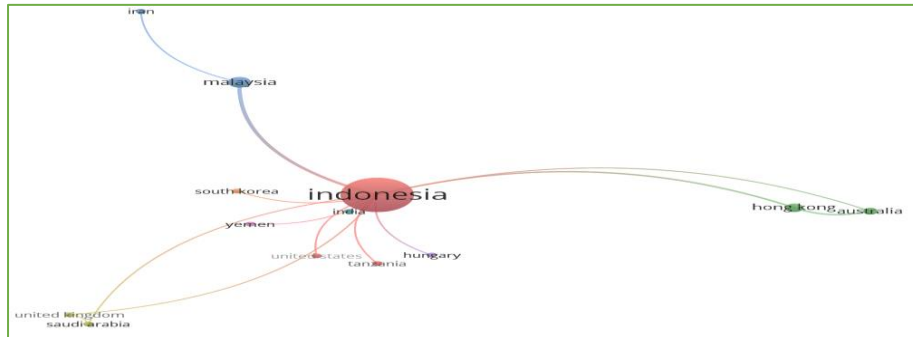 iran
malaysia
south korea
indonesia
india
yemen
hong kong
australia
united states
tanzania
hungary
united kingdom
saudi arabia